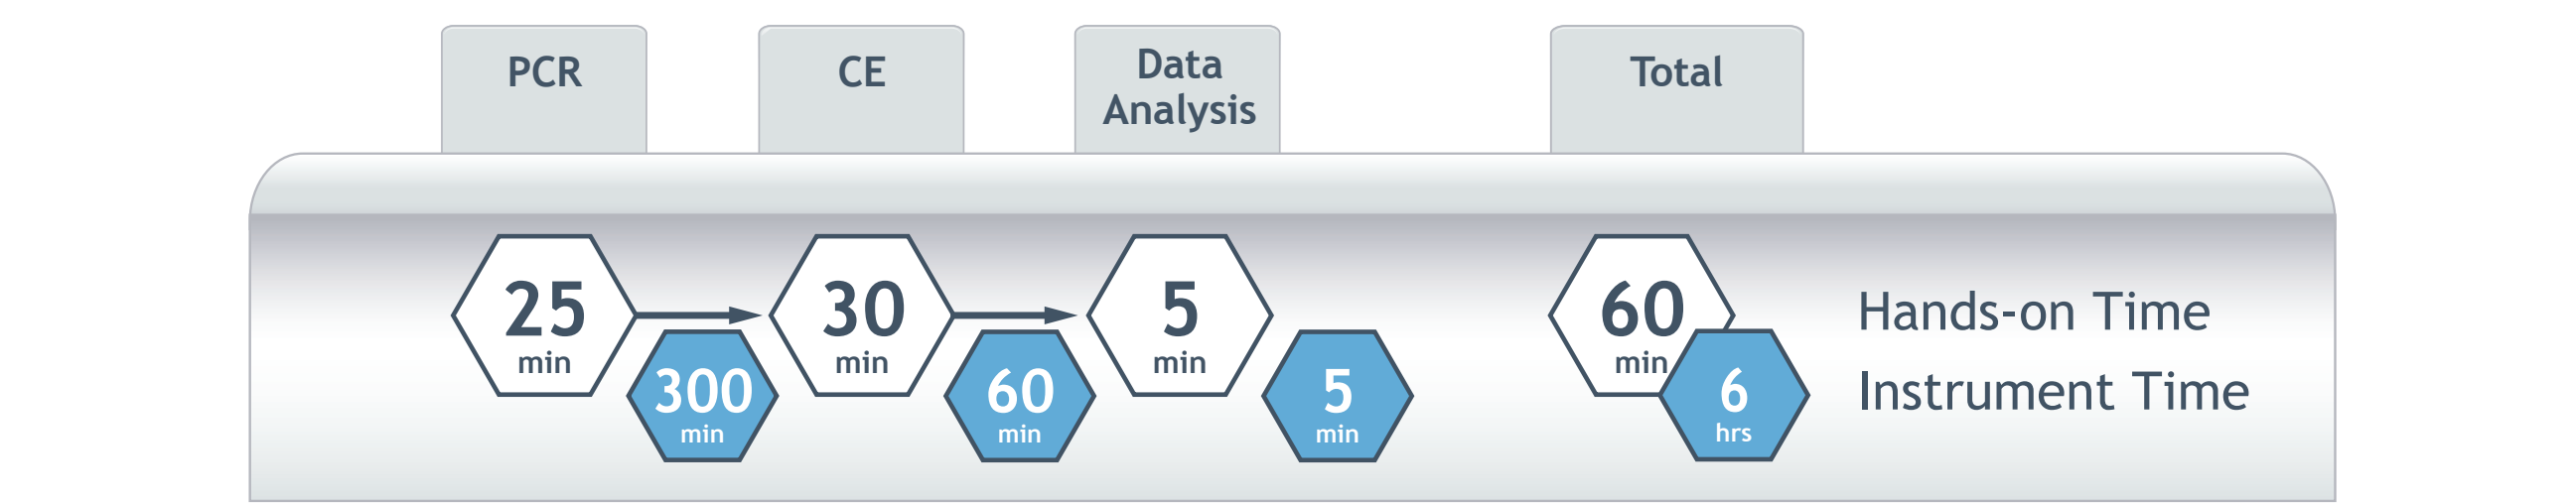 PCR
CE
Data
Analysis
Total
25
min
300
min
30
min
60
min
5
min
5
min
60
min
6
hrs
Hands-on Time
Instrument Time